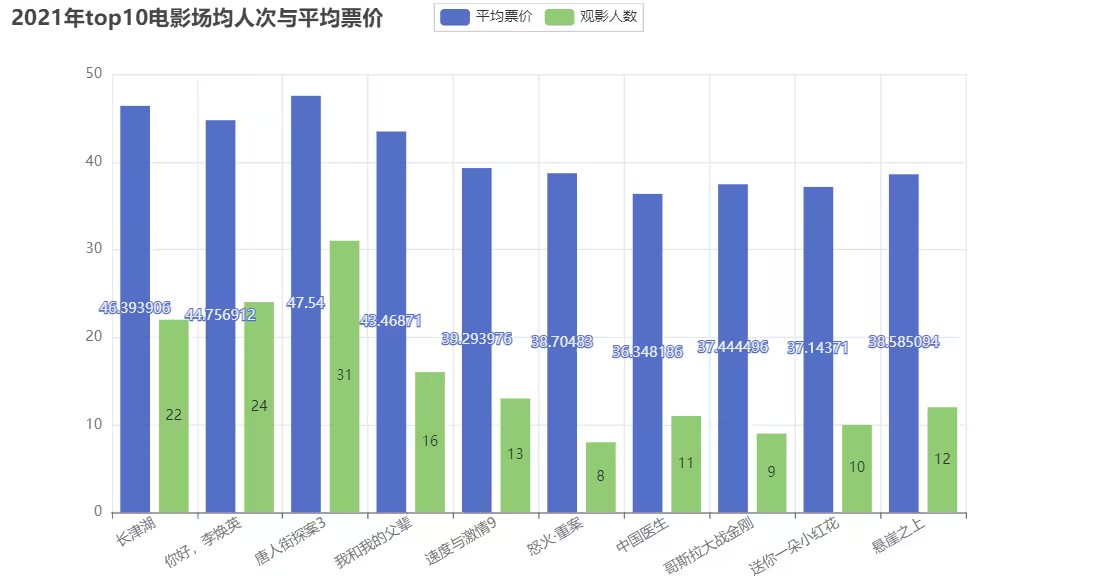 2021年top10电影场均人次与平均票价
平均票价 观影人数
50
40
30
20
10
0
46.393906
44.756912
47.54
43.46871
39.293976
38.70483
36.348186
37.444496
37.14371
38.585094
22
24
31
16
13
8
11
9
10
12
长津湖
你好，李焕英
唐人街探案3
我和我的父辈
速度与激情9
怒火·重案
中国医生
哥斯拉大战金刚
送你一朵小红花
悬崖之上